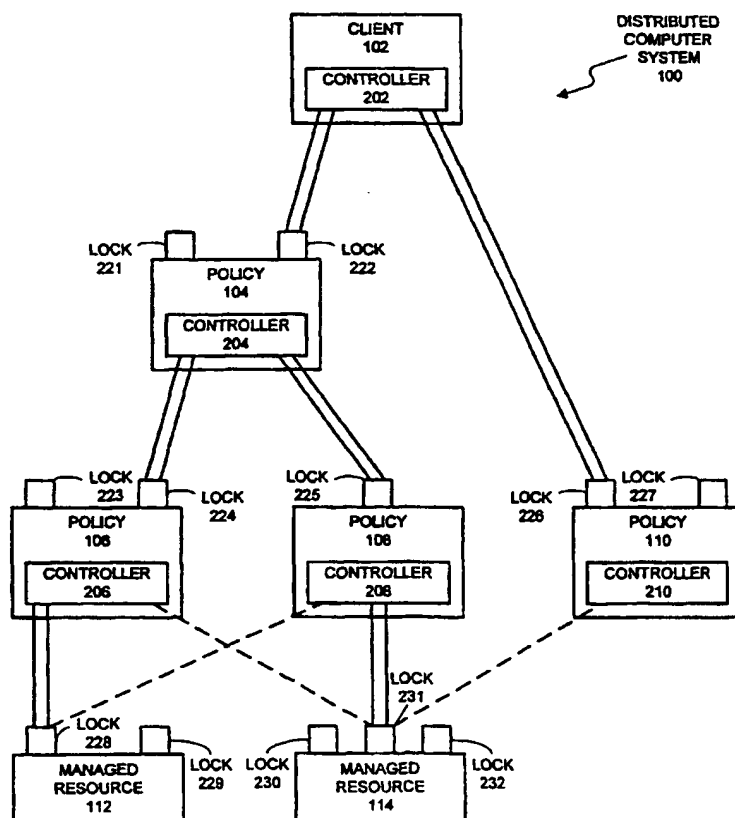 CLIENT
102
CONTROLLER
202
DISTRIBUTED
COMPUTER
SYSTEM
100
LOCK
221
LOCK
222
POLICY
104
CONTROLLER
204
LOCK
223
LOCK
224
LOCK
225
LOCK
226
LOCK
227
POLICY
106
POLICY
108
POLICY
110
CONTROLLER
206
CONTROLLER
208
CONTROLLER
210
LOCK
228
LOCK
229
LOCK
230
LOCK
231
LOCK
232
MANAGED
RESOURCE
112
MANAGED
RESOURCE
114